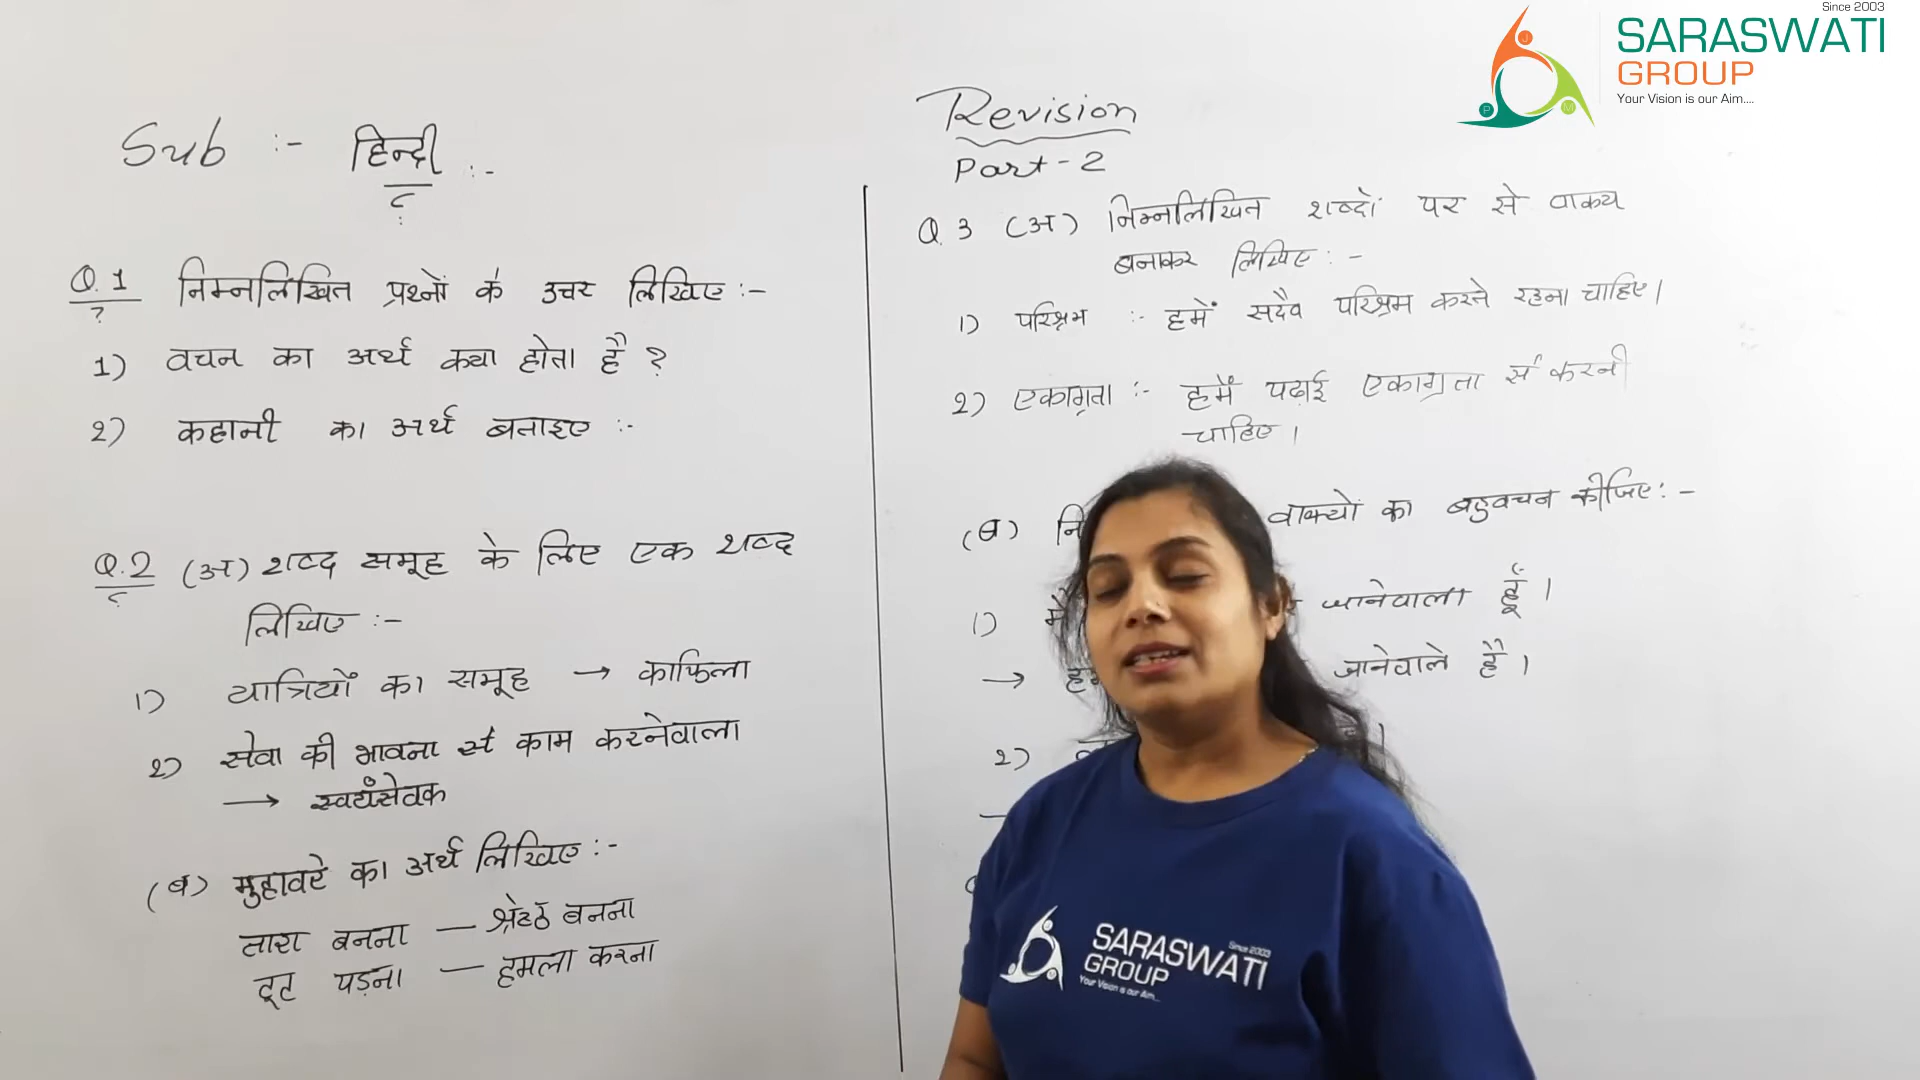 Since 2003
SARASWATI
GROUP
Your Vision is our Aim....
J
P
M
Sub :- हिन्दी :-
Q.1 निम्नलिखित प्रश्नों के उत्तर लिखिए :-
1) वचन का अर्थ क्या होता है ?
२) कहानी का अर्थ बताइए :-
Q.2 (अ) शब्द समूह के लिए एक शब्द
लिखिए :-
1) यात्रियों का समूह → काफिला
२) सेवा की भावना से काम करनेवाला
→ स्वयंसेवक
(ब) मुहावरे का अर्थ लिखिए :-
तारा बनना — श्रेष्ठ बनना
टूट पड़ना — हमला करना
Revision
Part-2
Q.3 (अ) निम्नलिखित शब्दों पर से वाक्य
बनाकर लिखिए :-
1) परिश्रम :- हमें सदैव परिश्रम करते रहना चाहिए।
२) एकाग्रता :- हमें पढ़ाई एकाग्रता से करनी
चाहिए।
(ब) नि वाक्यों का बहुवचन कीजिए :-
1) जानेवाला हूँ।
→ जानेवाले हैं।
२)
Since 2003
SARASWATI
GROUP
Your Vision is our Aim...